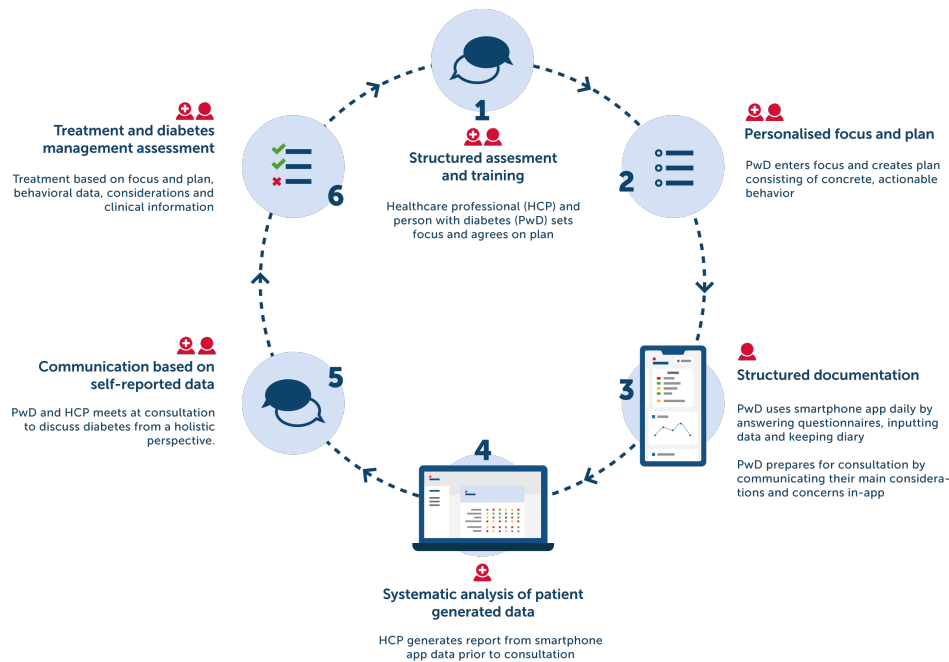 1
Structured assesment
and training
Healthcare professional (HCP) and
person with diabetes (PwD) sets
focus and agrees on plan
2
Personalised focus and plan
PwD enters focus and creates plan
consisting of concrete, actionable
behavior
3
Structured documentation
PwD uses smartphone app daily by
answering questionnaires, inputting
data and keeping diary
PwD prepares for consultation by
communicating their main considera-
tions and concerns in-app
4
Systematic analysis of patient
generated data
HCP generates report from smartphone
app data prior to consultation
5
Communication based on
self-reported data
PwD and HCP meets at consultation
to discuss diabetes from a holistic
perspective.
6
Treatment and diabetes
management assessment
Treatment based on focus and plan,
behavioral data, considerations and
clinical information